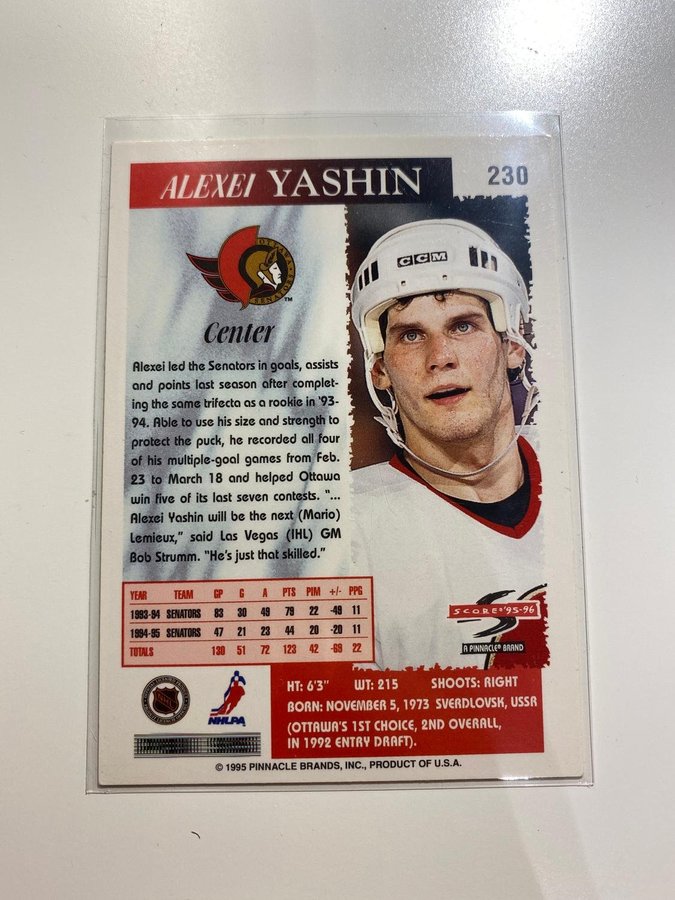 ALEXEI YASHIN
230
CCM
OTTAWA
SENATORS
TM
Center
Alexei led the Senators in goals, assists
and points last season after complet-
ing the same trifecta as a rookie in '93-
94. Able to use his size and strength to
protect the puck, he recorded all four
of his multiple-goal games from Feb.
23 to March 18 and helped Ottawa
win five of its last seven contests. "...
Alexei Yashin will be the next (Mario)
Lemieux," said Las Vegas (IHL) GM
Bob Strumm. "He's just that skilled."
YEAR TEAM GP G A PTS PIM +/- PPG
1993-94 SENATORS 83 30 49 79 22 -49 11
1994-95 SENATORS 47 21 23 44 20 -20 11
TOTALS 130 51 72 123 42 -69 22
SCORE® '95-96
A PINNACLE® BRAND
HT: 6'3" WT: 215 SHOOTS: RIGHT
BORN: NOVEMBER 5, 1973 SVERDLOVSK, USSR
(OTTAWA'S 1ST CHOICE, 2ND OVERALL,
IN 1992 ENTRY DRAFT).
NHLPA
© 1995 PINNACLE BRANDS, INC., PRODUCT OF U.S.A.